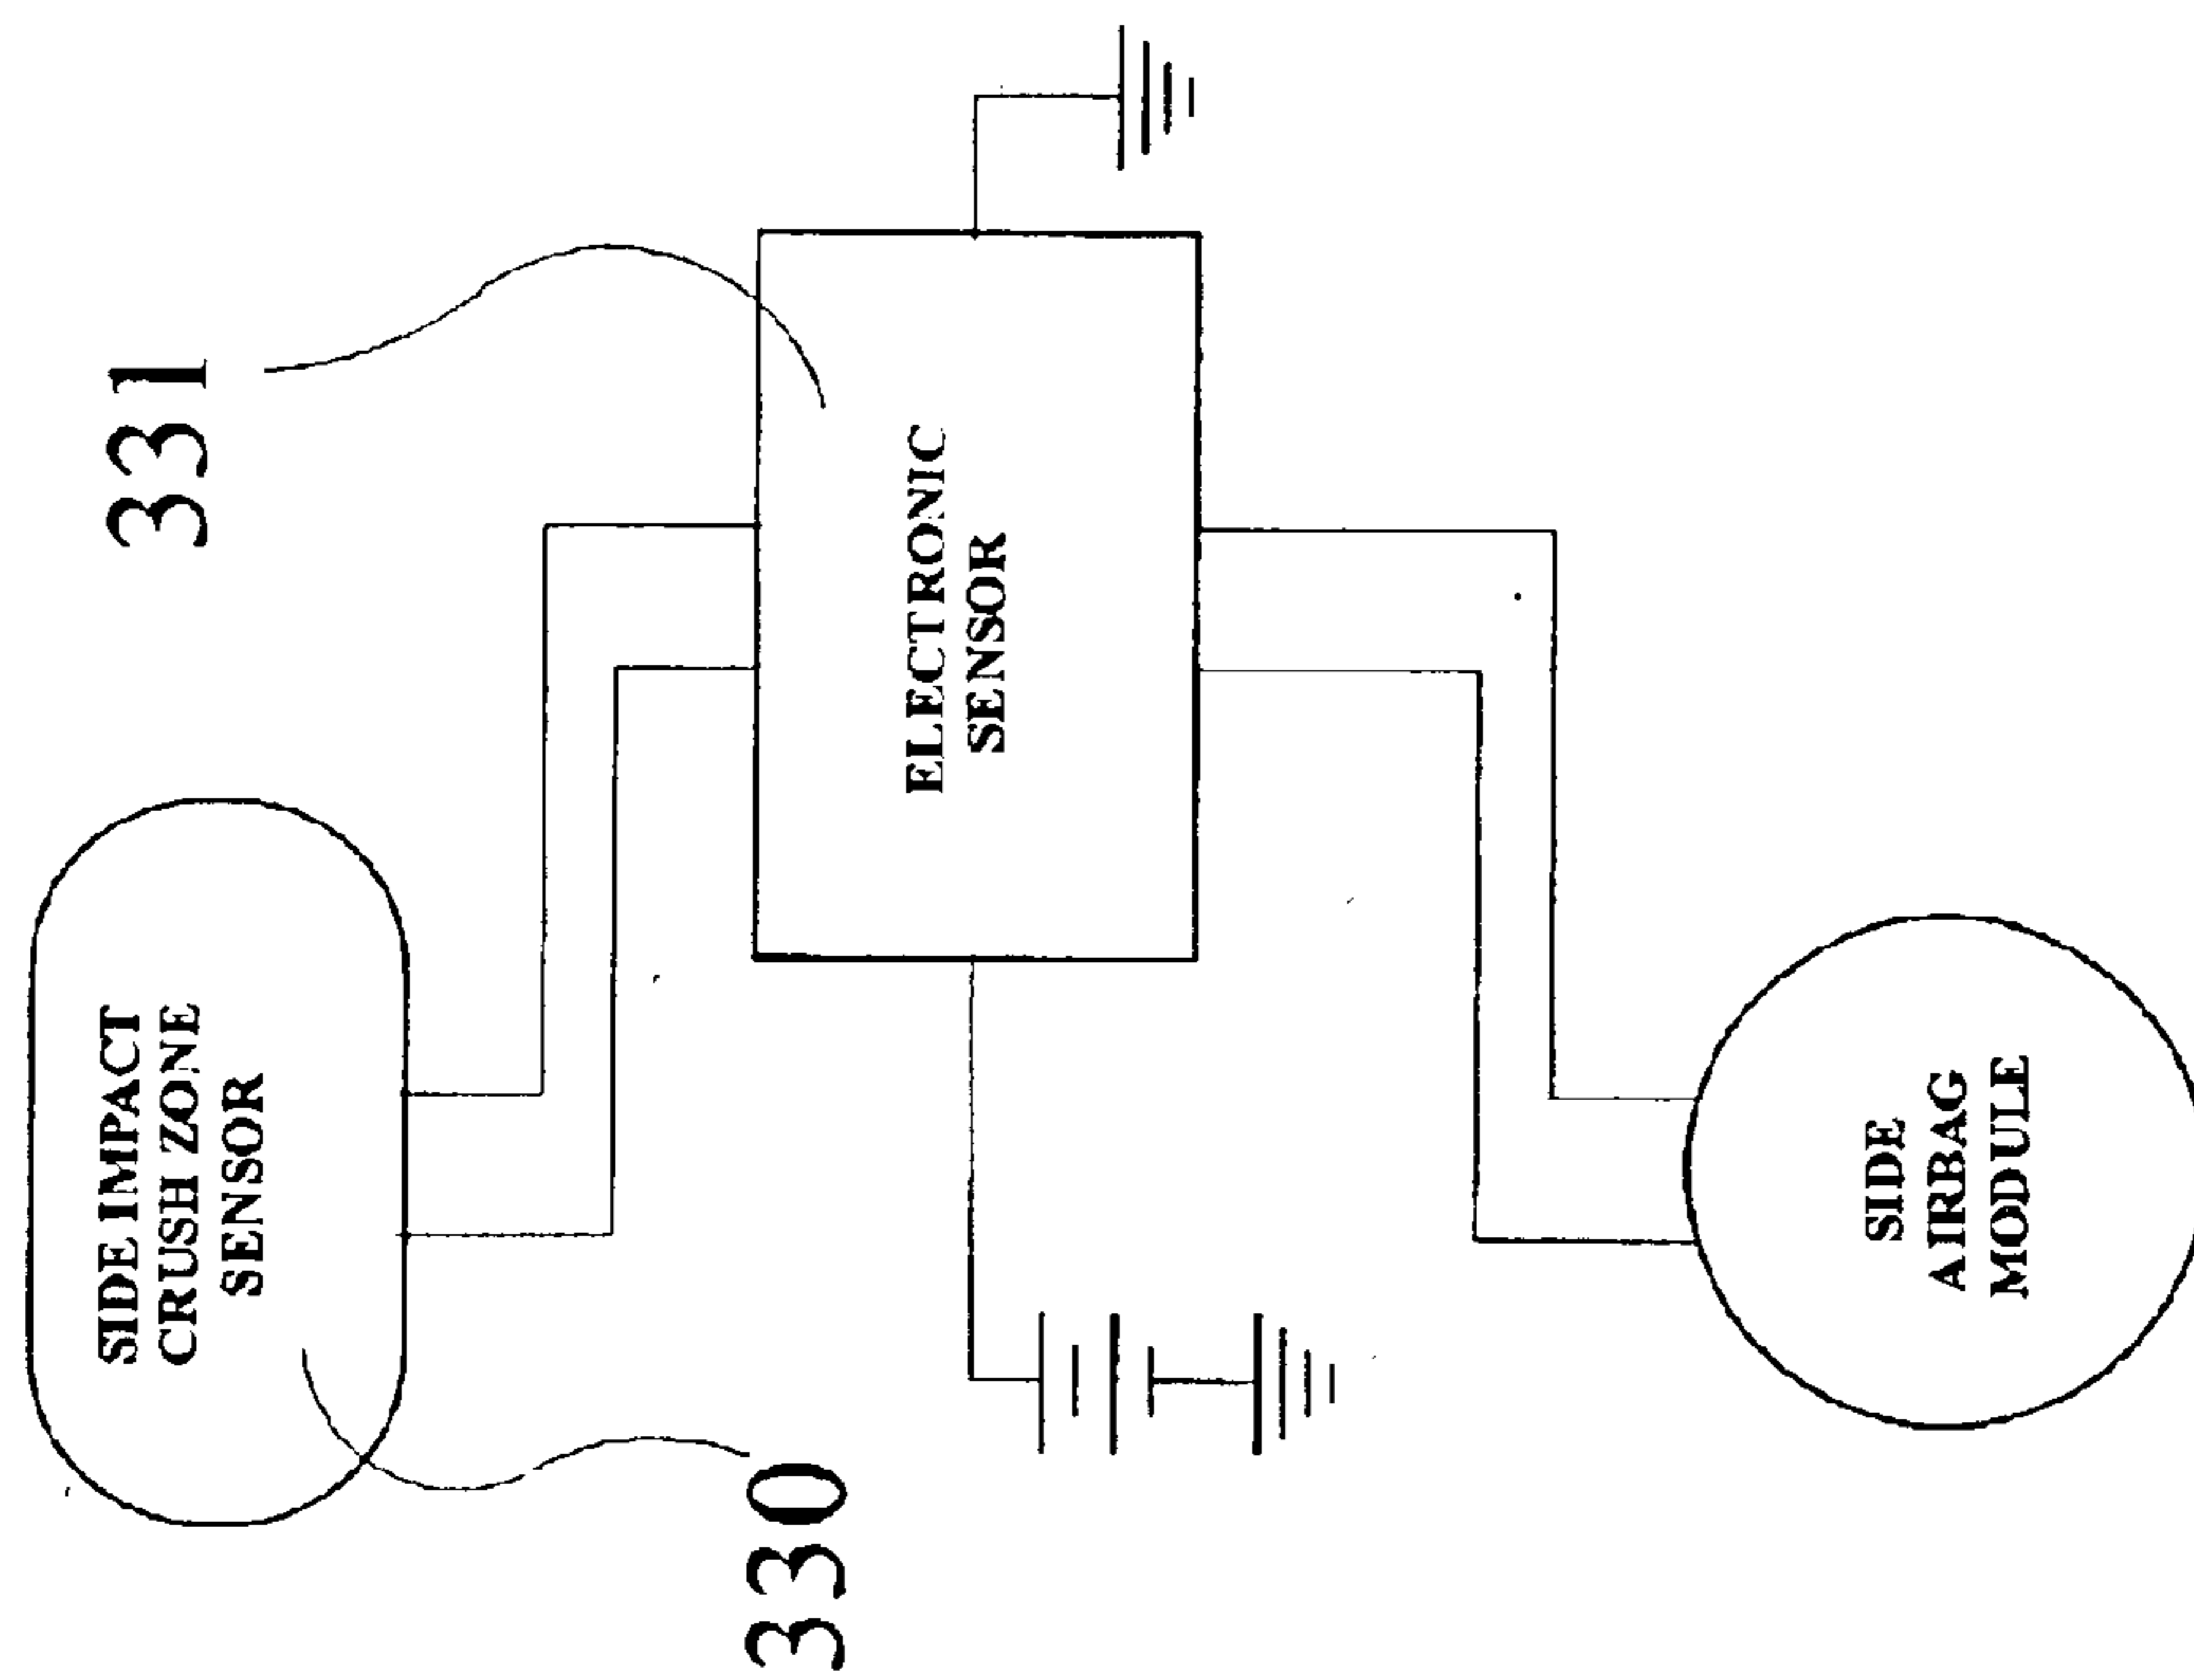 331
SIDE IMPACT
CRUSH ZONE
SENSOR
ELECTRONIC
SENSOR
330
SIDE
AIRBAG
MODULE